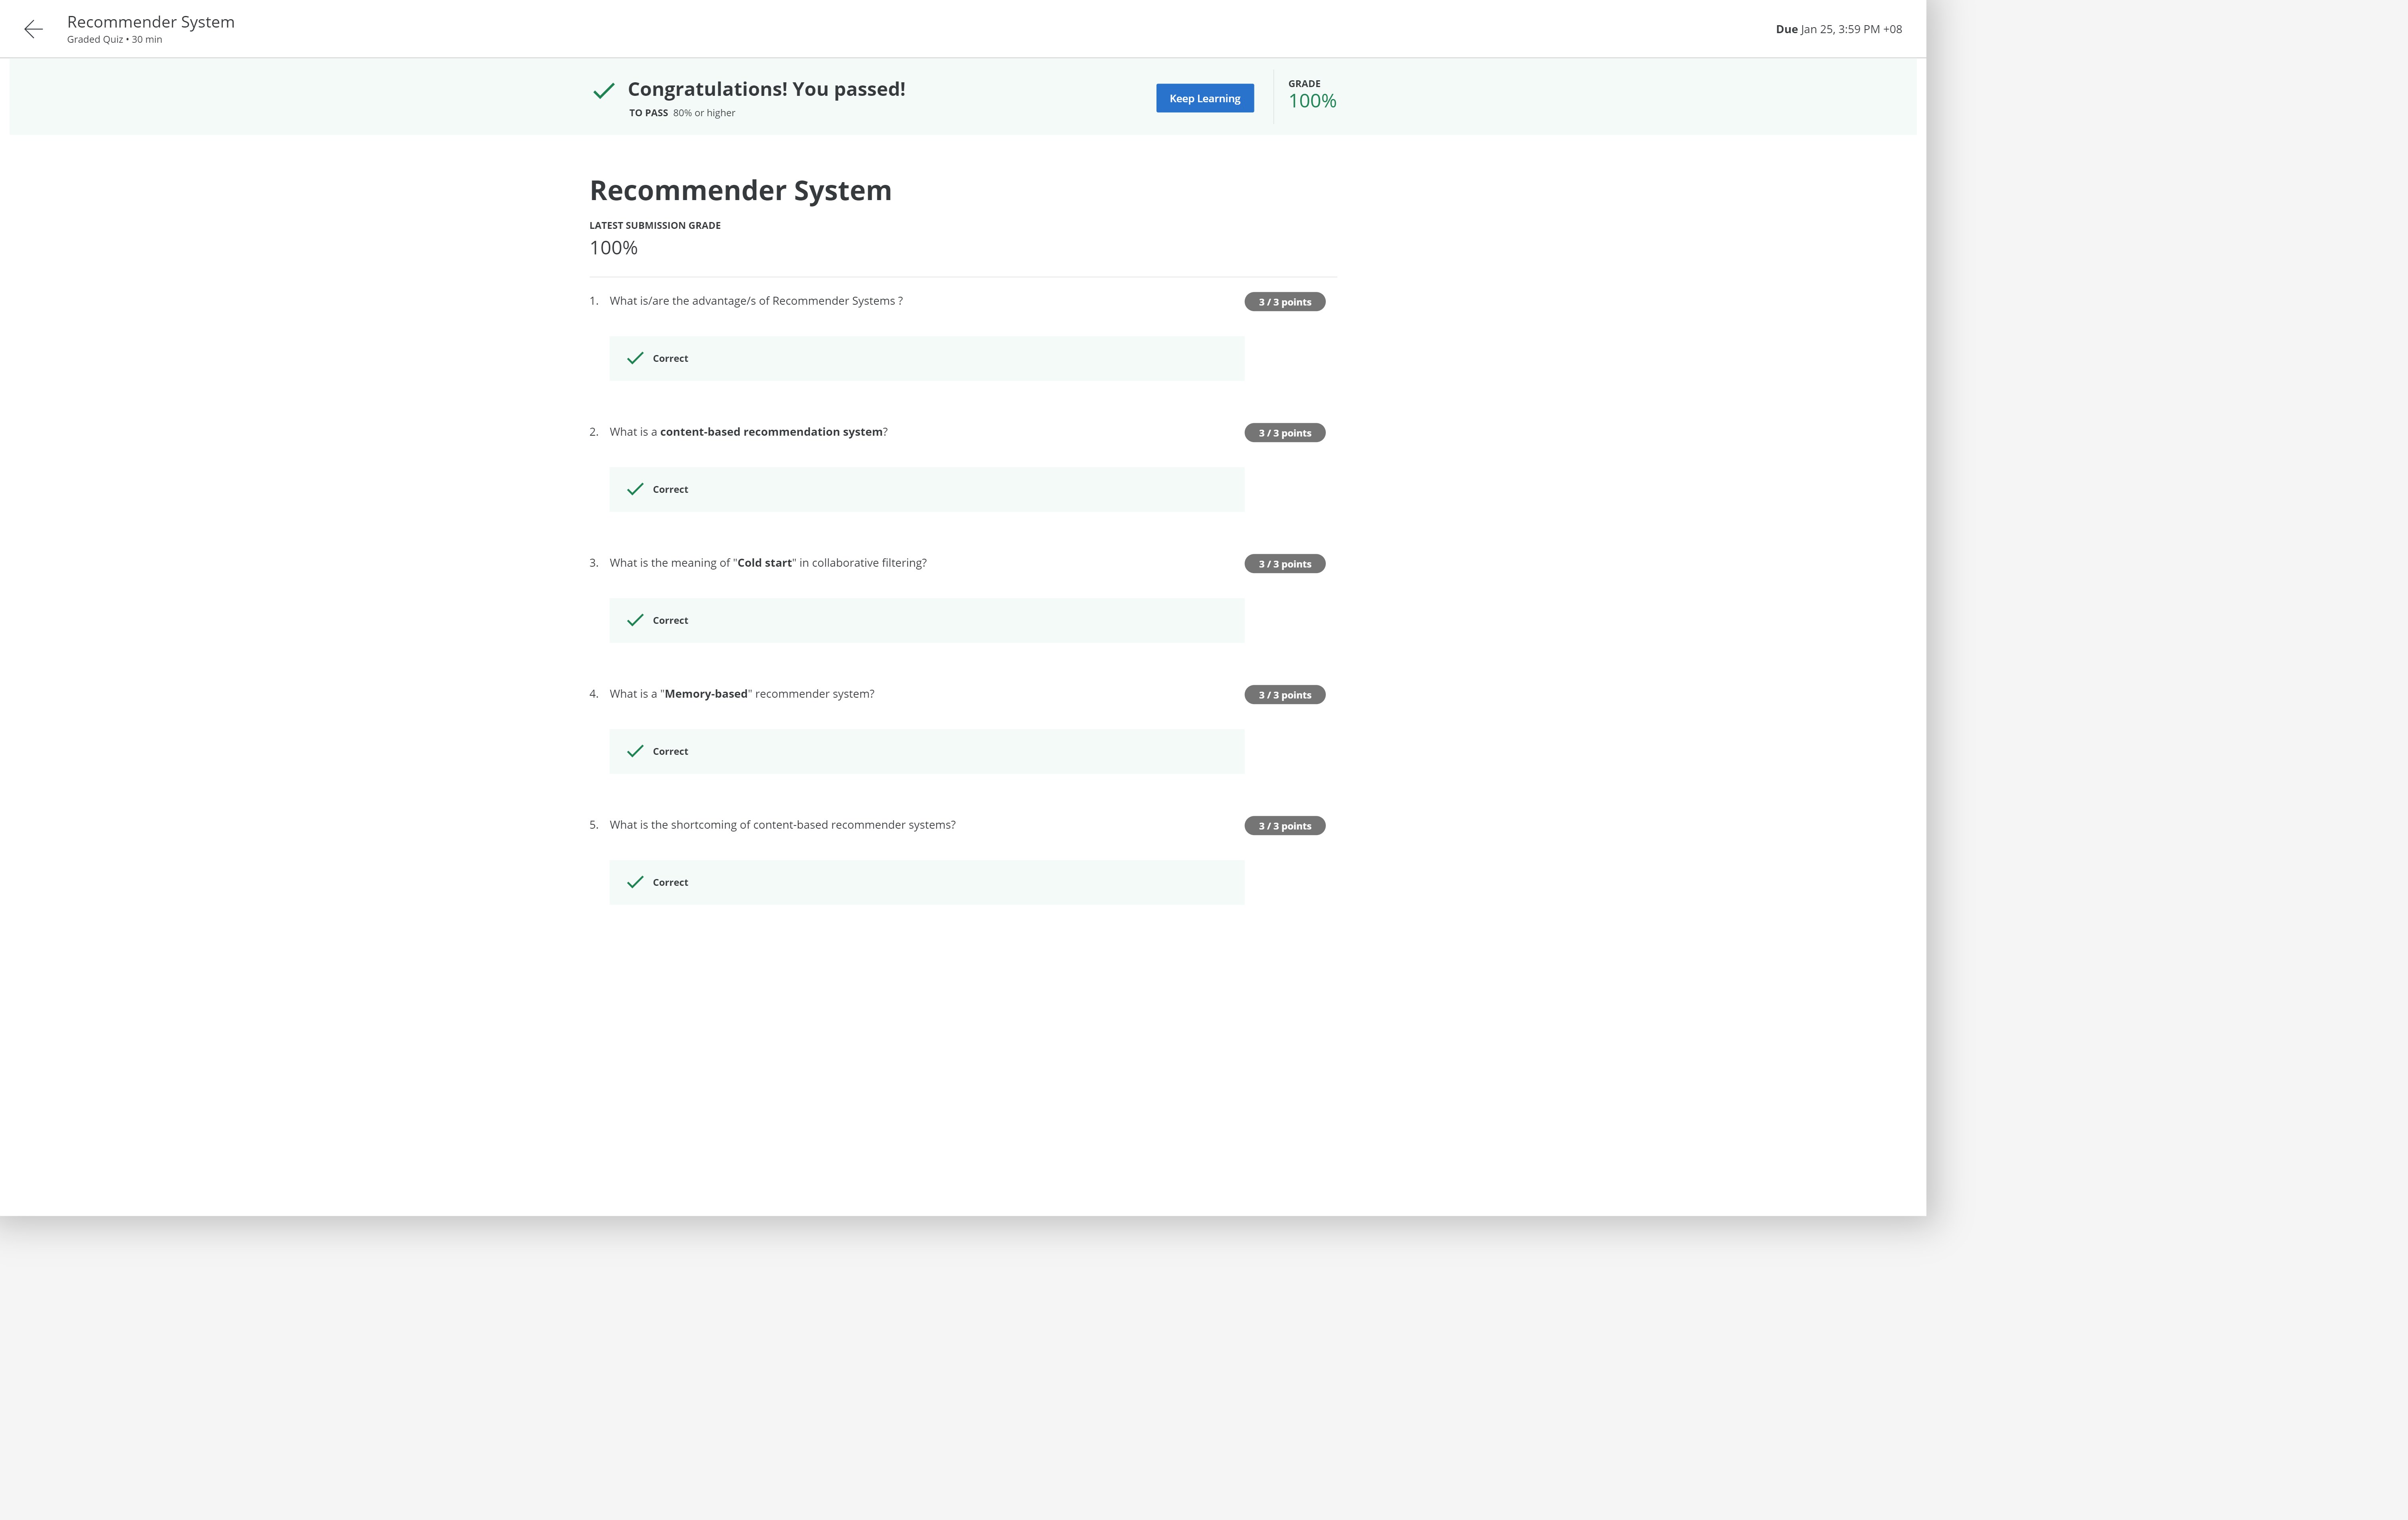 Recommender System
Graded Quiz • 30 min
Due Jan 25, 3:59 PM +08
Congratulations! You passed!
TO PASS 80% or higher
Keep Learning
GRADE
100%
Recommender System
LATEST SUBMISSION GRADE
100%
1. What is/are the advantage/s of Recommender Systems ?
3 / 3 points
Correct
2. What is a content-based recommendation system?
3 / 3 points
Correct
3. What is the meaning of "Cold start" in collaborative filtering?
3 / 3 points
Correct
4. What is a "Memory-based" recommender system?
3 / 3 points
Correct
5. What is the shortcoming of content-based recommender systems?
3 / 3 points
Correct